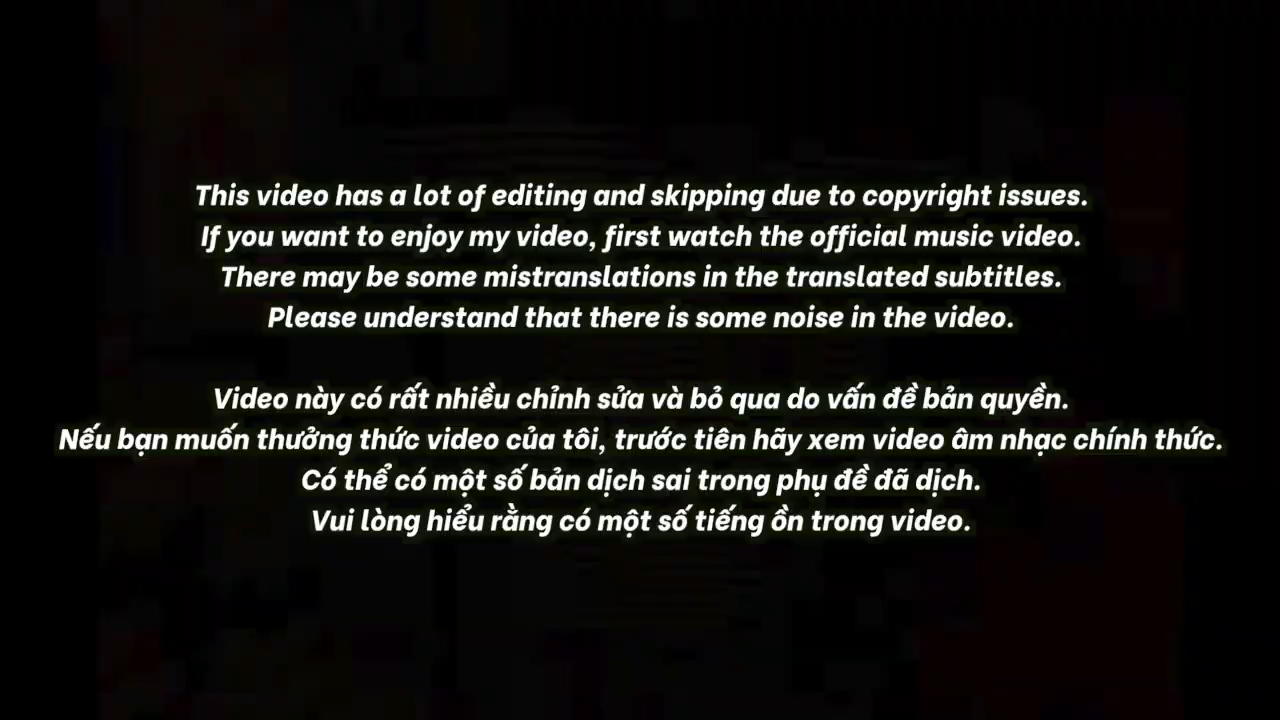 This video has a lot of editing and skipping due to copyright issues.
If you want to enjoy my video, first watch the official music video.
There may be some mistranslations in the translated subtitles.
Please understand that there is some noise in the video.
Video này có rất nhiều chỉnh sửa và bỏ qua do vấn đề bản quyền.
Nếu bạn muốn thưởng thức video của tôi, trước tiên hãy xem video âm nhạc chính thức.
Có thể có một số bản dịch sai trong phụ đề đã dịch.
Vui lòng hiểu rằng có một số tiếng ồn trong video.